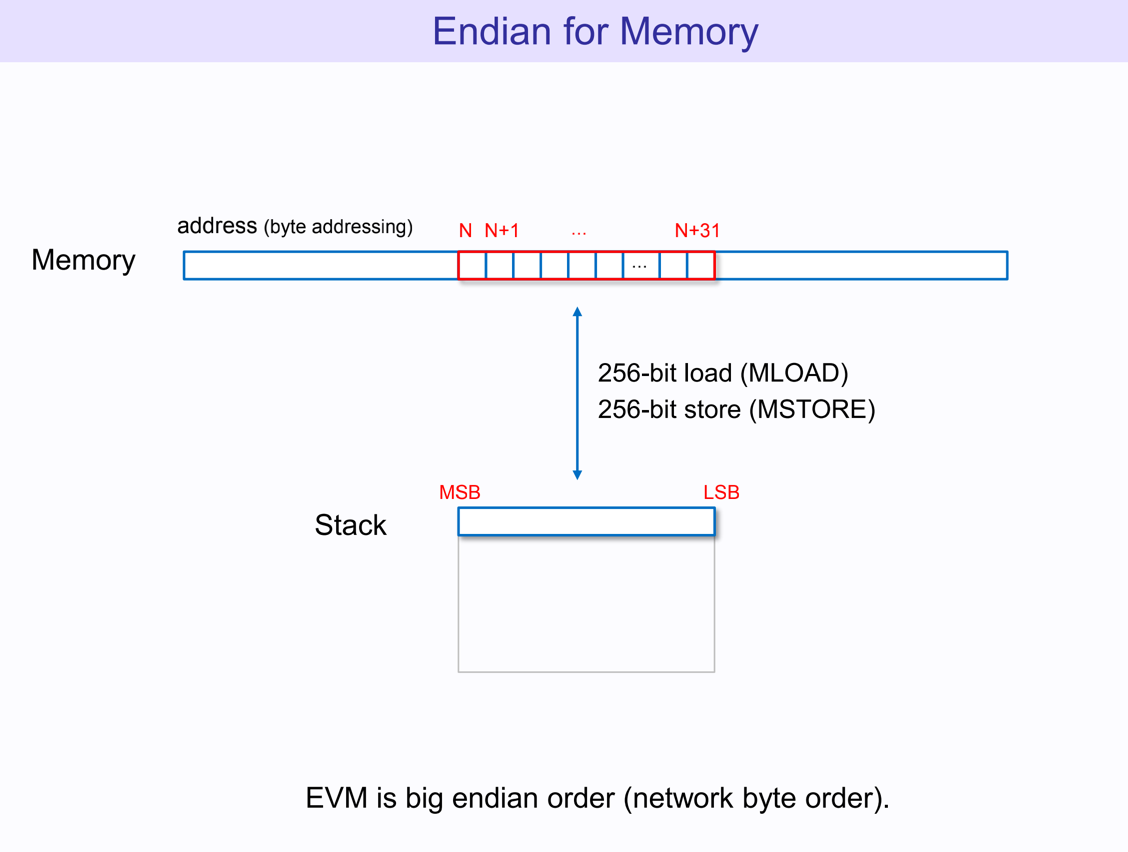 Endian for Memory
address (byte addressing)
N N+1 ... N+31
Memory
...
256-bit load (MLOAD)
256-bit store (MSTORE)
MSB LSB
Stack
EVM is big endian order (network byte order).